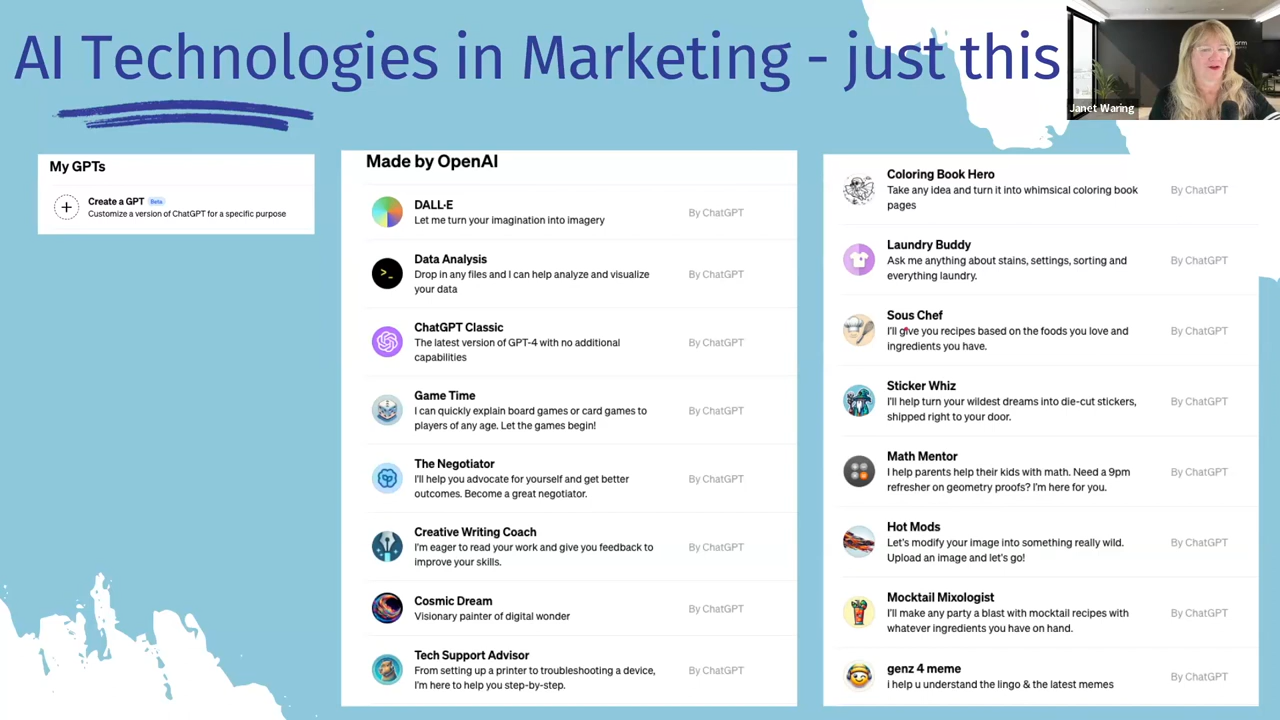 AI Technologies in Marketing - just this
Janet Waring
My GPTs
Create a GPT Beta
Customize a version of ChatGPT for a specific purpose
Made by OpenAI
DALL·E
Let me turn your imagination into imagery
By ChatGPT
Data Analysis
Drop in any files and I can help analyze and visualize
your data
By ChatGPT
ChatGPT Classic
The latest version of GPT-4 with no additional
capabilities
By ChatGPT
Game Time
I can quickly explain board games or card games to
players of any age. Let the games begin!
By ChatGPT
The Negotiator
I'll help you advocate for yourself and get better
outcomes. Become a great negotiator.
By ChatGPT
Creative Writing Coach
I'm eager to read your work and give you feedback to
improve your skills.
By ChatGPT
Cosmic Dream
Visionary painter of digital wonder
By ChatGPT
Tech Support Advisor
From setting up a printer to troubleshooting a device,
I'm here to help you step-by-step.
By ChatGPT
Coloring Book Hero
Take any idea and turn it into whimsical coloring book
pages
By ChatGPT
Laundry Buddy
Ask me anything about stains, settings, sorting and
everything laundry.
By ChatGPT
Sous Chef
I'll give you recipes based on the foods you love and
ingredients you have.
By ChatGPT
Sticker Whiz
I'll help turn your wildest dreams into die-cut stickers,
shipped right to your door.
By ChatGPT
Math Mentor
I help parents help their kids with math. Need a 9pm
refresher on geometry proofs? I'm here for you.
By ChatGPT
Hot Mods
Let's modify your image into something really wild.
Upload an image and let's go!
By ChatGPT
Mocktail Mixologist
I'll make any party a blast with mocktail recipes with
whatever ingredients you have on hand.
By ChatGPT
genz 4 meme
i help u understand the lingo & the latest memes
By ChatGPT